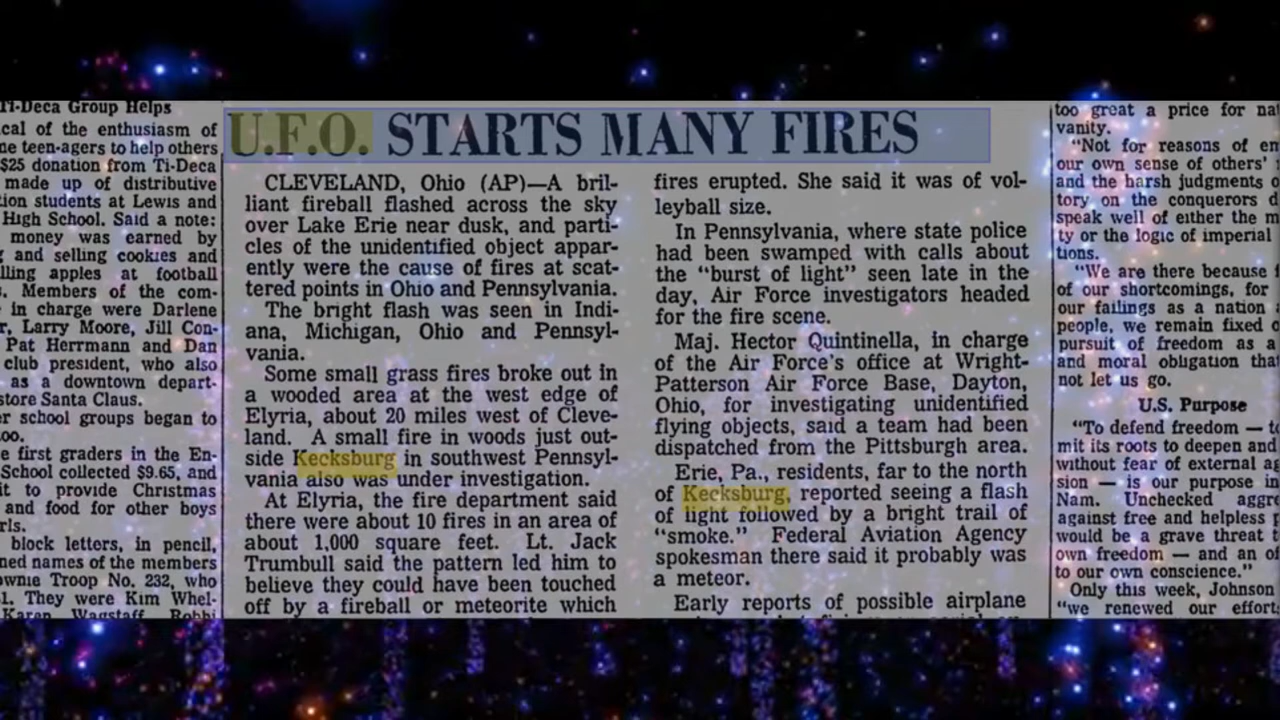 Ti-Deca Group Helps
cal of the enthusiasm of
ne teen-agers to help others
$25 donation from Ti-Deca
made up of distributive
tion students at Lewis and
High School. Said a note:
money was earned by
and selling cookies and
lling apples at football
s. Members of the com-
in charge were Darlene
r, Larry Moore, Jill Con-
Pat Herrmann and Dan
club president, who also
as a downtown depart-
store Santa Claus.
er school groups began to
oo.
e first graders in the En-
School collected $9.65, and
it to provide Christmas
and food for other boys
rls.
block letters, in pencil,
ned names of the members
ownie Troop No. 232, who
They were Kim Whel-
Karen Wagstaff, Robbi
U.F.O. STARTS MANY FIRES
CLEVELAND, Ohio (AP)—A bril-
liant fireball flashed across the sky
over Lake Erie near dusk, and parti-
cles of the unidentified object appar-
ently were the cause of fires at scat-
tered points in Ohio and Pennsylvania.
The bright flash was seen in Indi-
ana, Michigan, Ohio and Pennsyl-
vania.
Some small grass fires broke out in
a wooded area at the west edge of
Elyria, about 20 miles west of Cleve-
land. A small fire in woods just out-
side Kecksburg in southwest Pennsyl-
vania also was under investigation.
At Elyria, the fire department said
there were about 10 fires in an area of
about 1,000 square feet. Lt. Jack
Trumbull said the pattern led him to
believe they could have been touched
off by a fireball or meteorite which
fires erupted. She said it was of vol-
leyball size.
In Pennsylvania, where state police
had been swamped with calls about
the "burst of light" seen late in the
day, Air Force investigators headed
for the fire scene.
Maj. Hector Quintinella, in charge
of the Air Force's office at Wright-
Patterson Air Force Base, Dayton,
Ohio, for investigating unidentified
flying objects, said a team had been
dispatched from the Pittsburgh area.
Erie, Pa., residents, far to the north
of Kecksburg, reported seeing a flash
of light followed by a bright trail of
"smoke." Federal Aviation Agency
spokesman there said it probably was
a meteor.
Early reports of possible airplane
too great a price for nat
vanity.
"Not for reasons of en
our own sense of others'
and the harsh judgments o
tory on the conquerors d
speak well of either the m
ty or the logic of imperial
tions.
"We are there because f
of our shortcomings, for
our failings as a nation
people, we remain fixed o
pursuit of freedom as a
and moral obligation that
not let us go.
U.S. Purpose
"To defend freedom — to
mit its roots to deepen and
without fear of external ag
sion — is our purpose in
Nam. Unchecked aggre
against free and helpless p
would be a grave threat t
own freedom — and an of
to our own conscience."
Only this week, Johnson
"we renewed our effort